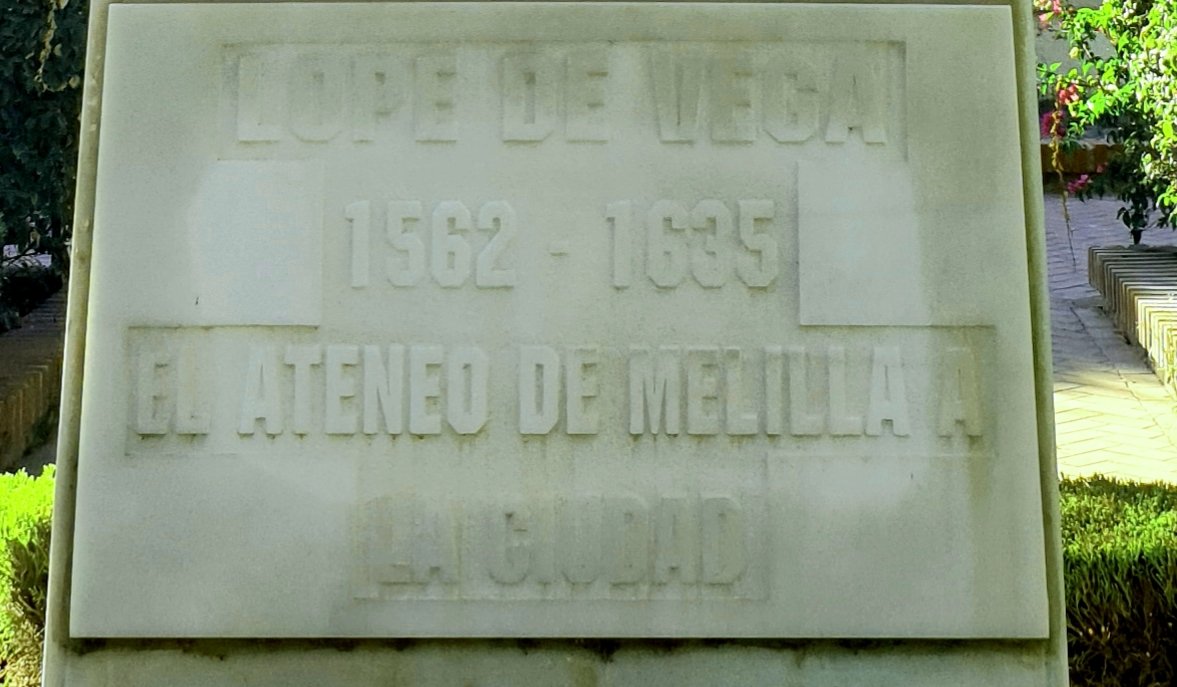 LOPE DE VEGA
1562 - 1635
EL ATENEO DE MELILLA A
LA CIUDAD